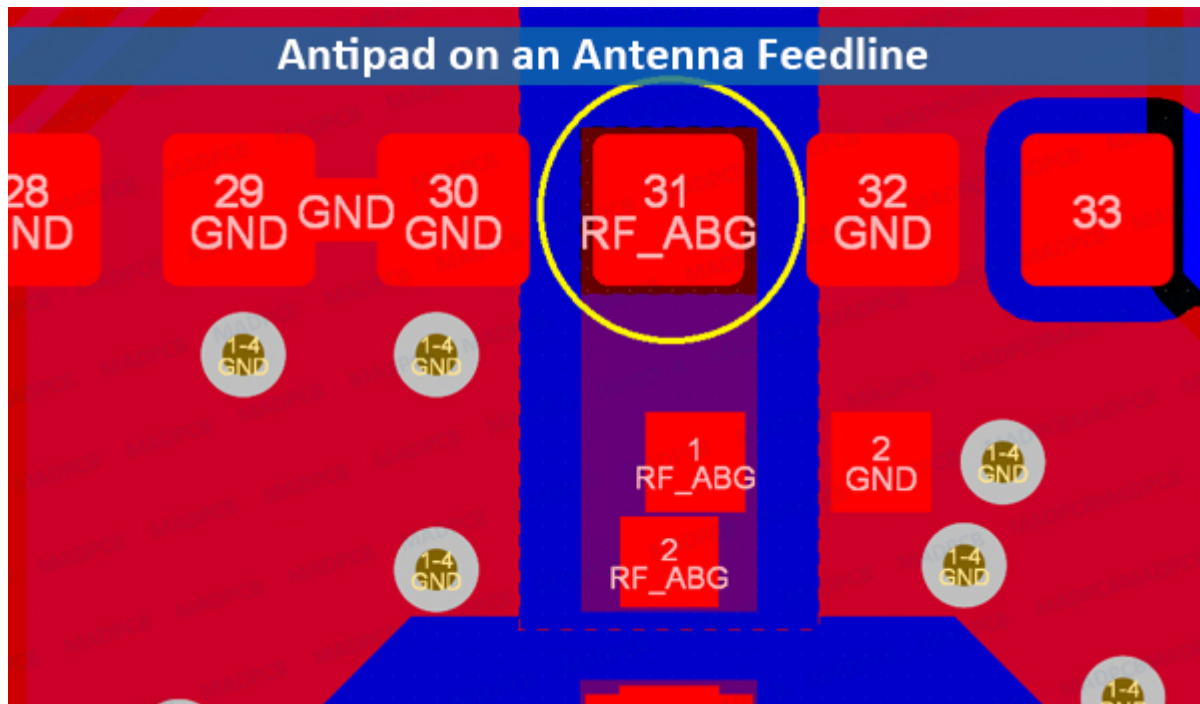 Antipad on an Antenna Feedline
28
ND
29
GND
GND
30
GND
31
RF_ABG
32
GND
33
1-4
GND
1-4
GND
1
RF_ABG
2
GND
1-4
GND
2
RF_ABG
1-4
GND
1-4
GND
1-4
MADPCB